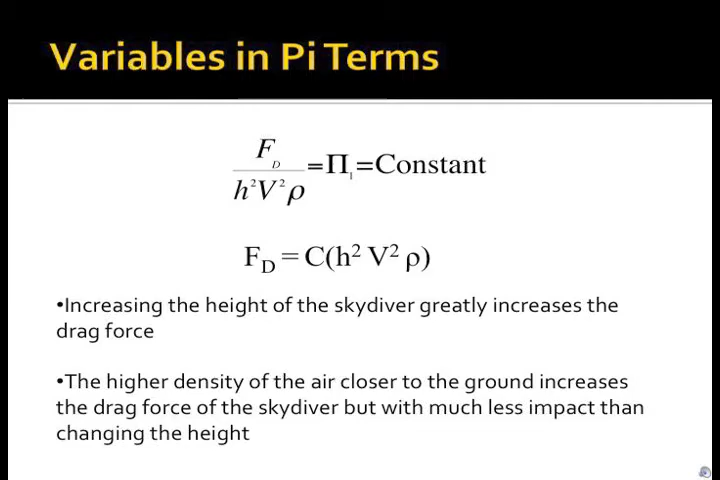 Variables in Pi Terms
F_D / h²V²ρ =Π₁=Constant
F_D = C(h² V² ρ)
•Increasing the height of the skydiver greatly increases the
drag force
•The higher density of the air closer to the ground increases
the drag force of the skydiver but with much less impact than
changing the height